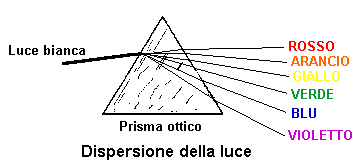 Luce bianca
ROSSO
ARANCIO
GIALLO
VERDE
BLU
VIOLETTO
Prisma ottico
Dispersione della luce